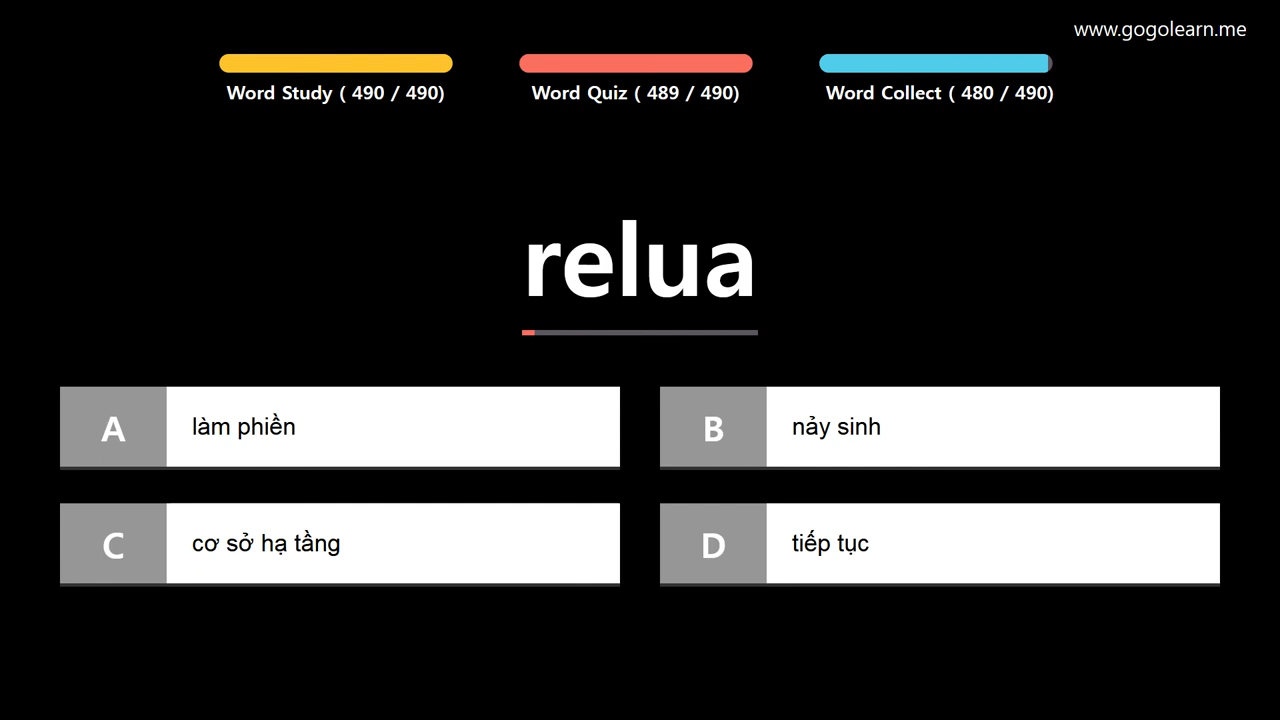 www.gogolearn.me
Word Study ( 490 / 490)
Word Quiz ( 489 / 490)
Word Collect ( 480 / 490)
relua
A
làm phiền
B
nảy sinh
C
cơ sở hạ tầng
D
tiếp tục